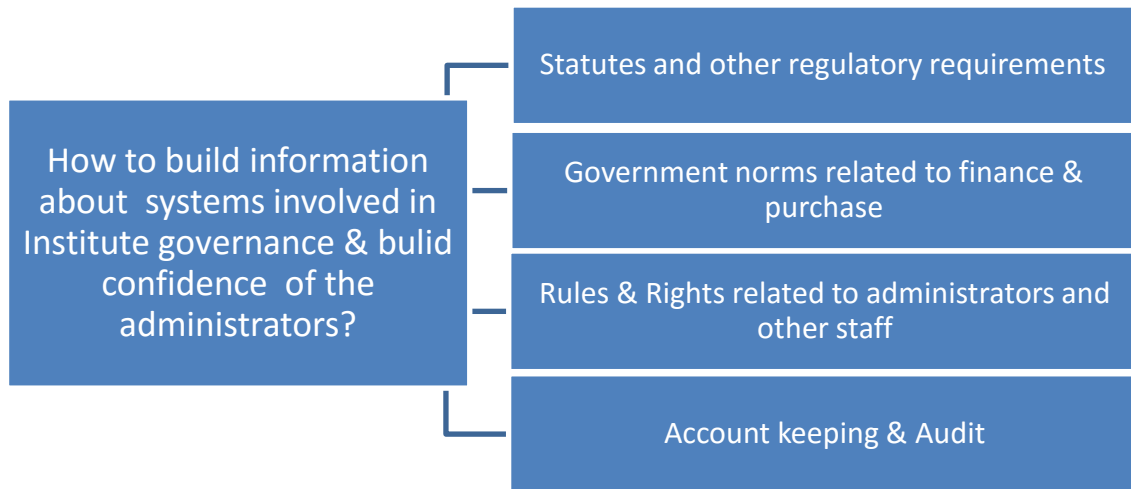 How to build information
about  systems involved in
Institute governance & bulid
confidence  of the
administrators?
Statutes and other regulatory requirements
Government norms related to finance &
purchase
Rules & Rights related to administrators and
other staff
Account keeping & Audit